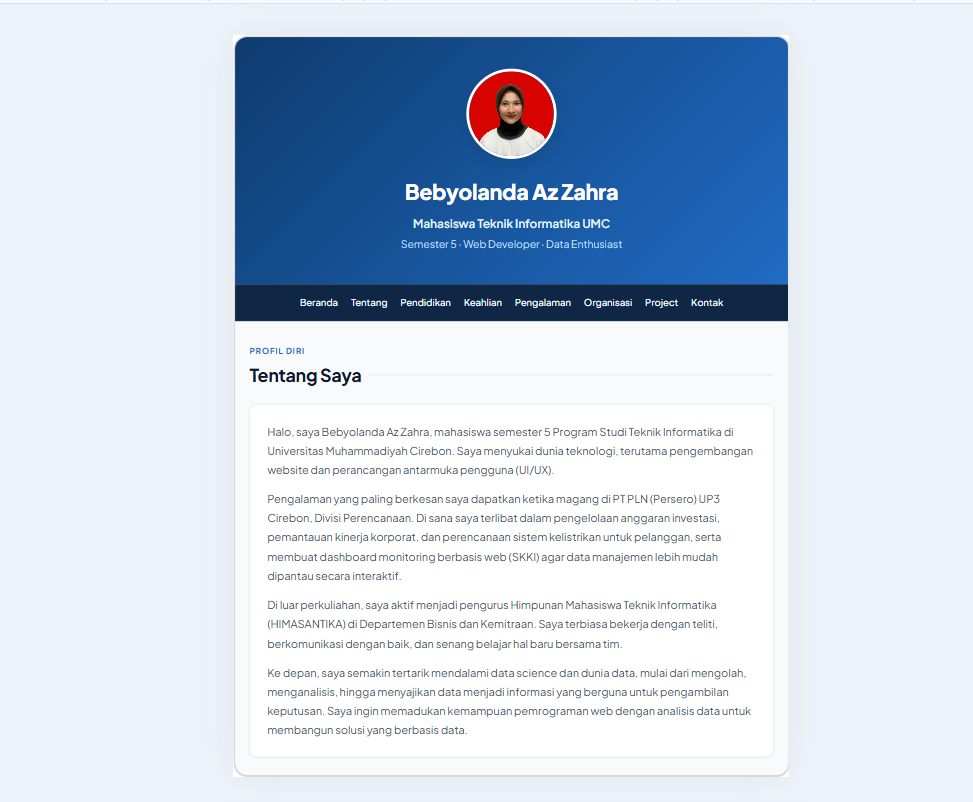 Bebyolanda Az Zahra
Mahasiswa Teknik Informatika UMC
Semester 5 · Web Developer · Data Enthusiast
Beranda Tentang Pendidikan Keahlian Pengalaman Organisasi Project Kontak
PROFIL DIRI
Tentang Saya
Halo, saya Bebyolanda Az Zahra, mahasiswa semester 5 Program Studi Teknik Informatika di
Universitas Muhammadiyah Cirebon. Saya menyukai dunia teknologi, terutama pengembangan
website dan perancangan antarmuka pengguna (UI/UX).
Pengalaman yang paling berkesan saya dapatkan ketika magang di PT PLN (Persero) UP3
Cirebon, Divisi Perencanaan. Di sana saya terlibat dalam pengelolaan anggaran investasi,
pemantauan kinerja korporat, dan perencanaan sistem kelistrikan untuk pelanggan, serta
membuat dashboard monitoring berbasis web (SKKI) agar data manajemen lebih mudah
dipantau secara interaktif.
Di luar perkuliahan, saya aktif menjadi pengurus Himpunan Mahasiswa Teknik Informatika
(HIMASANTIKA) di Departemen Bisnis dan Kemitraan. Saya terbiasa bekerja dengan teliti,
berkomunikasi dengan baik, dan senang belajar hal baru bersama tim.
Ke depan, saya semakin tertarik mendalami data science dan dunia data, mulai dari mengolah,
menganalisis, hingga menyajikan data menjadi informasi yang berguna untuk pengambilan
keputusan. Saya ingin memadukan kemampuan pemrograman web dengan analisis data untuk
membangun solusi yang berbasis data.